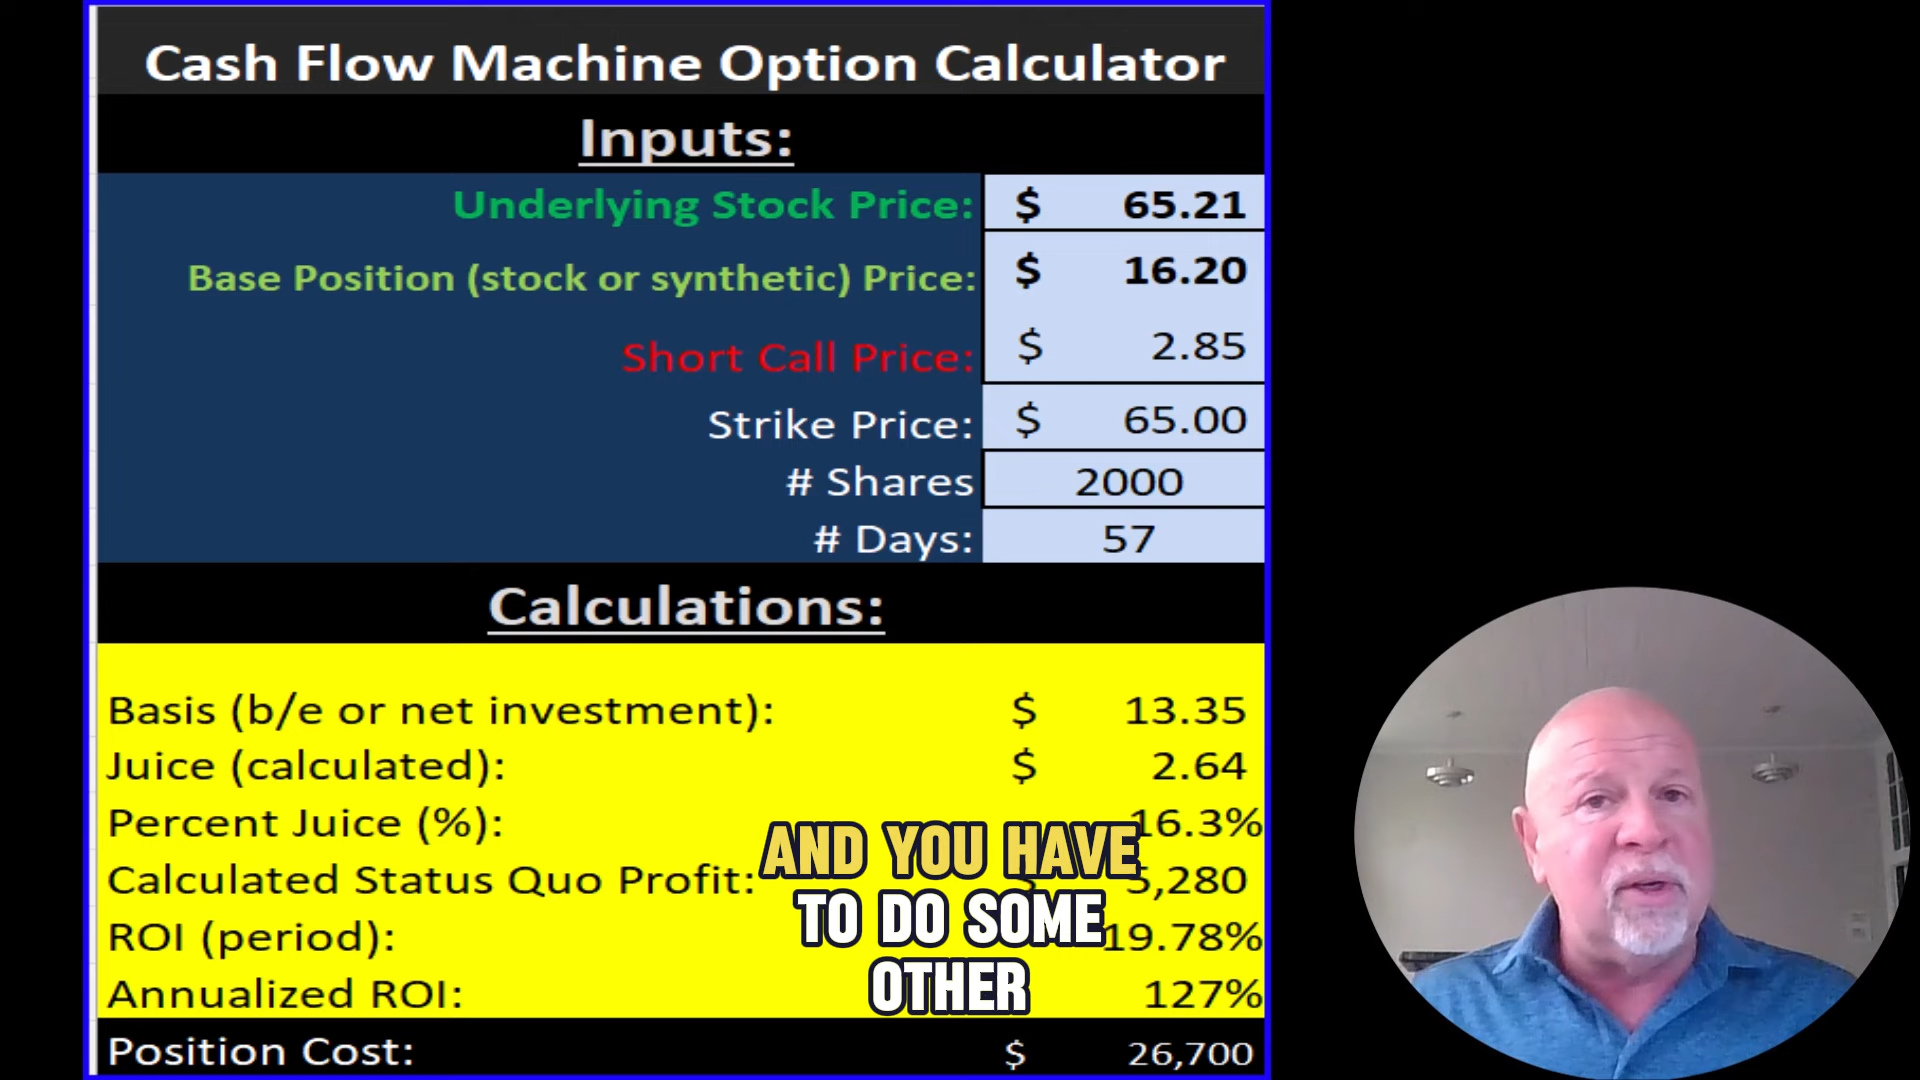 Cash Flow Machine Option Calculator
Inputs:
Underlying Stock Price: $ 65.21
Base Position (stock or synthetic) Price: $ 16.20
Short Call Price: $ 2.85
Strike Price: $ 65.00
# Shares 2000
# Days: 57
Calculations:
Basis (b/e or net investment): $ 13.35
Juice (calculated): $ 2.64
Percent Juice (%): 16.3%
Calculated Status Quo Profit: $ 5,280
ROI (period): 19.78%
Annualized ROI: 127%
Position Cost: $ 26,700
AND YOU HAVE
TO DO SOME
OTHER